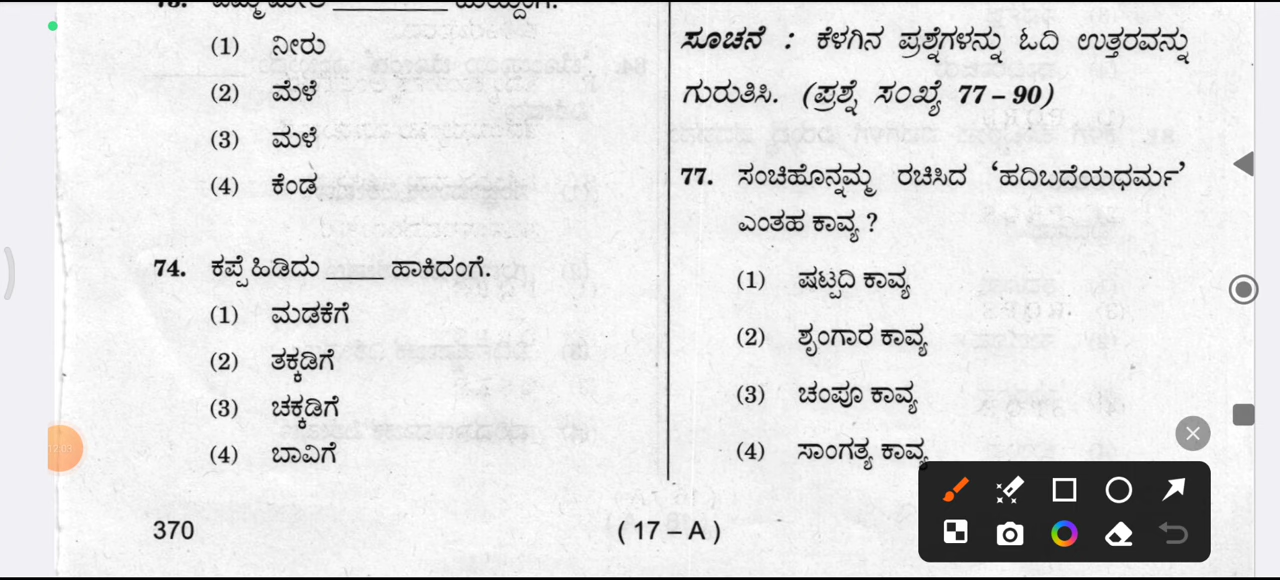 (1) ನೀರು
(2) ಮೆಳೆ
(3) ಮಳೆ
(4) ಕೆಂಡ
74. ಕಪ್ಪೆ ಹಿಡಿದು ____ ಹಾಕಿದಂಗೆ.
(1) ಮಡಕೆಗೆ
(2) ತಕ್ಕಡಿಗೆ
(3) ಚಕ್ಕಡಿಗೆ
(4) ಬಾವಿಗೆ
ಸೂಚನೆ : ಕೆಳಗಿನ ಪ್ರಶ್ನೆಗಳನ್ನು ಓದಿ ಉತ್ತರವನ್ನು
ಗುರುತಿಸಿ. (ಪ್ರಶ್ನೆ ಸಂಖ್ಯೆ 77 – 90)
77. ಸಂಚಿಹೊನ್ನಮ್ಮ ರಚಿಸಿದ ‘ಹದಿಬದೆಯಧರ್ಮ’
ಎಂತಹ ಕಾವ್ಯ ?
(1) ಷಟ್ಪದಿ ಕಾವ್ಯ
(2) ಶೃಂಗಾರ ಕಾವ್ಯ
(3) ಚಂಪೂ ಕಾವ್ಯ
(4) ಸಾಂಗತ್ಯ ಕಾವ್ಯ
370
( 17 – A )